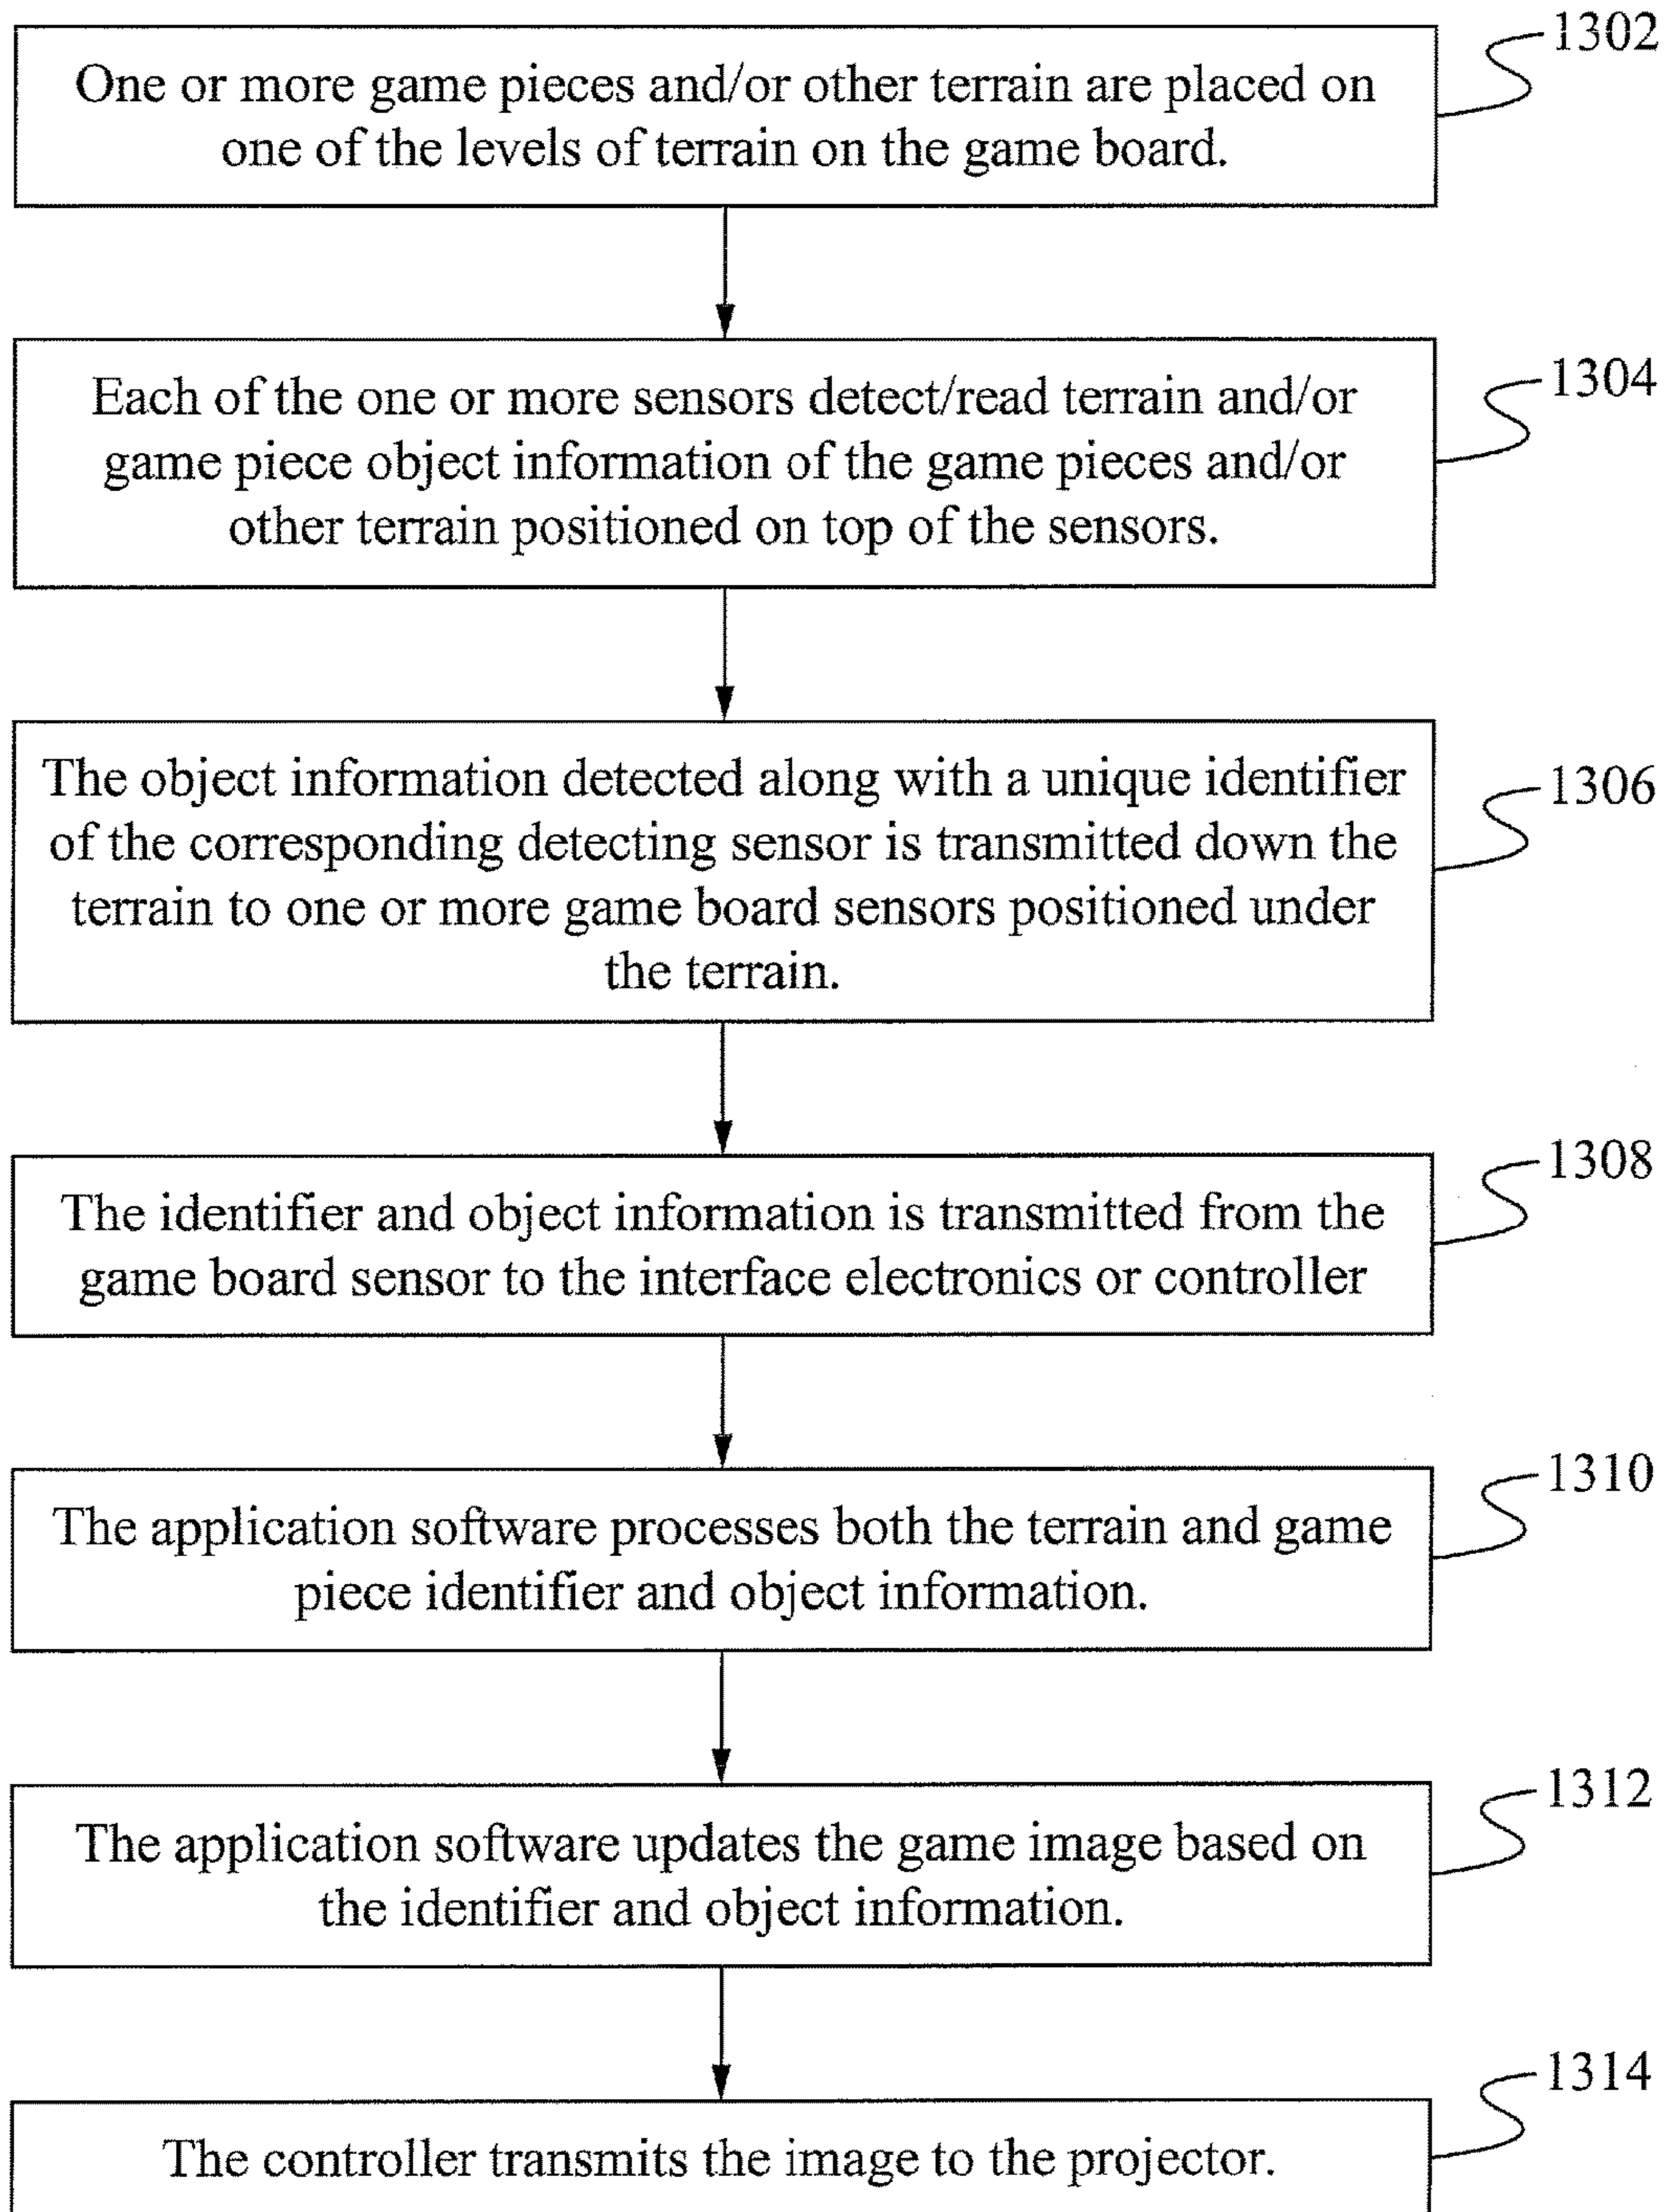 1302
One or more game pieces and/or other terrain are placed on
one of the levels of terrain on the game board.
1304
Each of the one or more sensors detect/read terrain and/or
game piece object information of the game pieces and/or
other terrain positioned on top of the sensors.
1306
The object information detected along with a unique identifier
of the corresponding detecting sensor is transmitted down the
terrain to one or more game board sensors positioned under
the terrain.
1308
The identifier and object information is transmitted from the
game board sensor to the interface electronics or controller
1310
The application software processes both the terrain and game
piece identifier and object information.
1312
The application software updates the game image based on
the identifier and object information.
1314
The controller transmits the image to the projector.